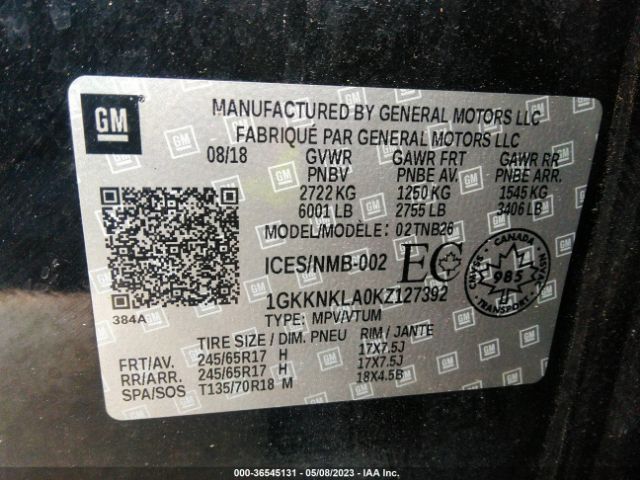 GM
MANUFACTURED BY GENERAL MOTORS LLC
FABRIQUÉ PAR GENERAL MOTORS LLC
08/18 GVWR GAWR FRT GAWR RR
PNBV PNBE AV. PNBE ARR.
2722 KG 1250 KG 1545 KG
6001 LB 2755 LB 3406 LB
MODEL/MODÈLE: 02TNB26
ICES/NMB-002 EC
CANADA
985
TRANSPORT
1GKKNKLA0KZ127392
TYPE: MPV/VTUM
384A
TIRE SIZE / DIM. PNEU RIM / JANTE
FRT/AV. 245/65R17 H 17X7.5J
RR/ARR. 245/65R17 H 17X7.5J
SPA/SOS T135/70R18 M 18X4.5B
000-36545131 - 05/08/2023 - IAA Inc.